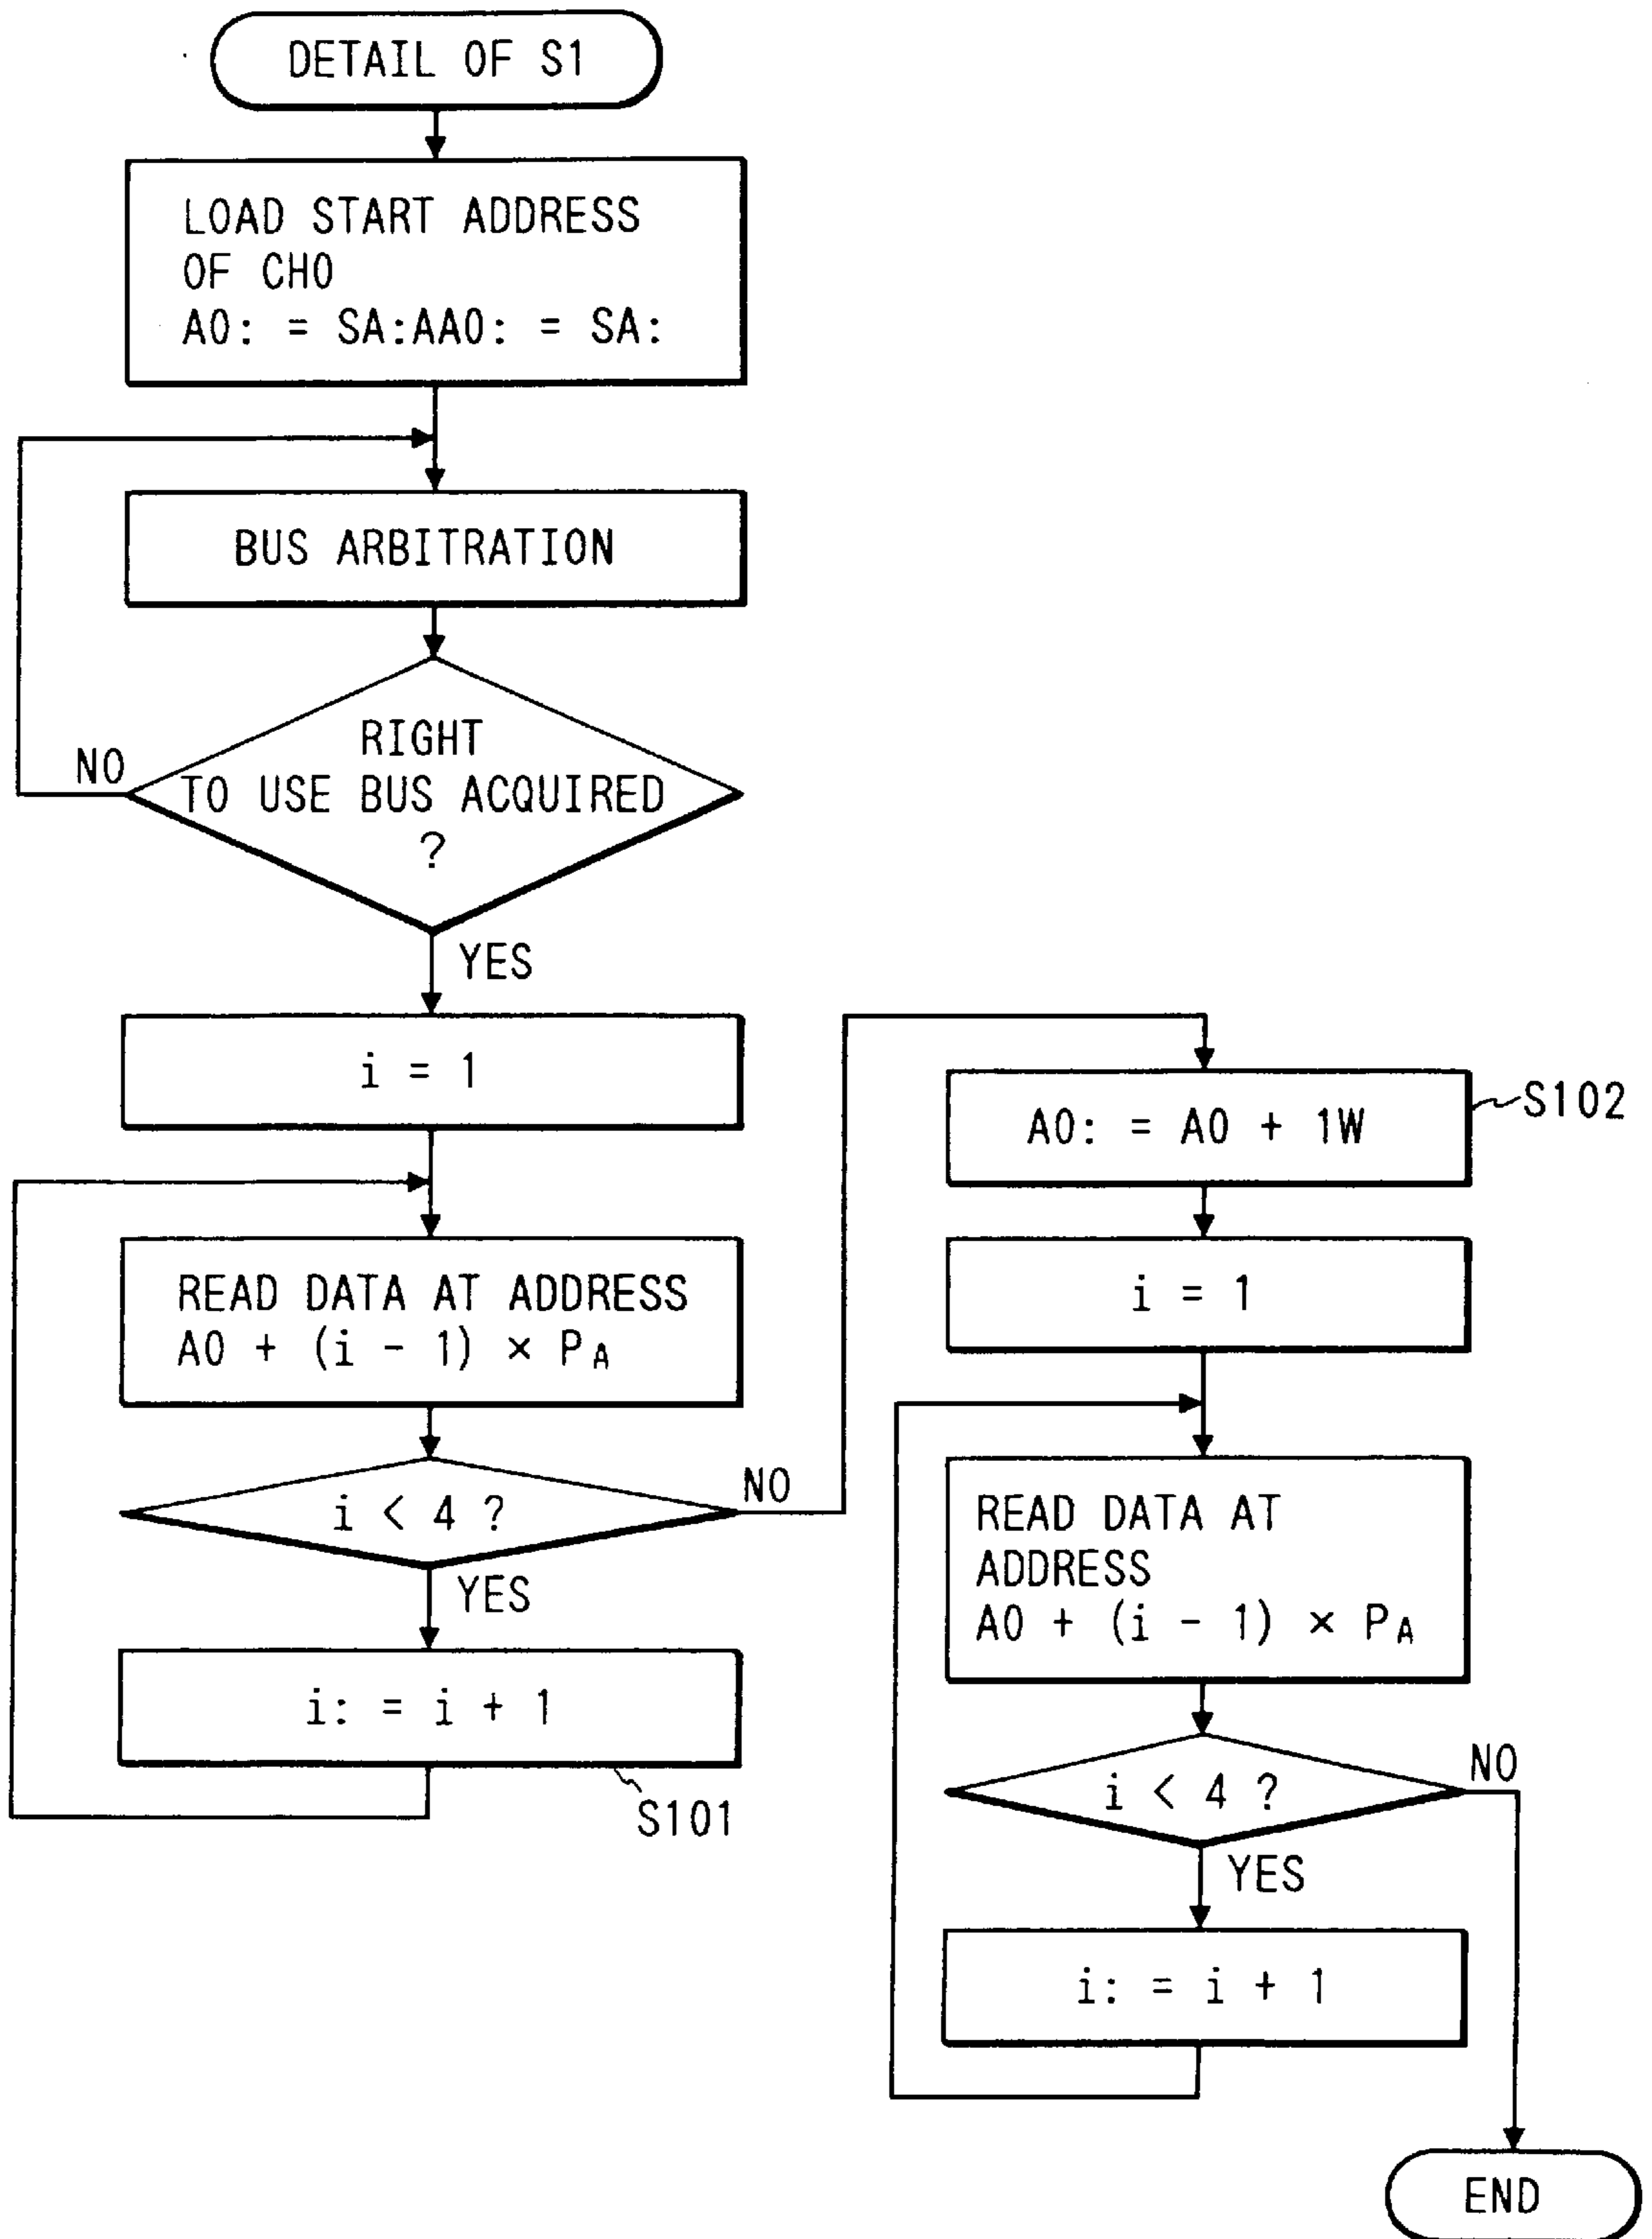 DETAIL OF S1
LOAD START ADDRESS
OF CH0
A0: = SA:AA0: = SA:
BUS ARBITRATION
RIGHT
TO USE BUS ACQUIRED
?
NO
YES
i = 1
READ DATA AT ADDRESS
A0 + (i - 1) × PA
i < 4 ?
NO
YES
i: = i + 1
S101
A0: = A0 + 1W
S102
i = 1
READ DATA AT
ADDRESS
A0 + (i - 1) × PA
i < 4 ?
NO
YES
i: = i + 1
END